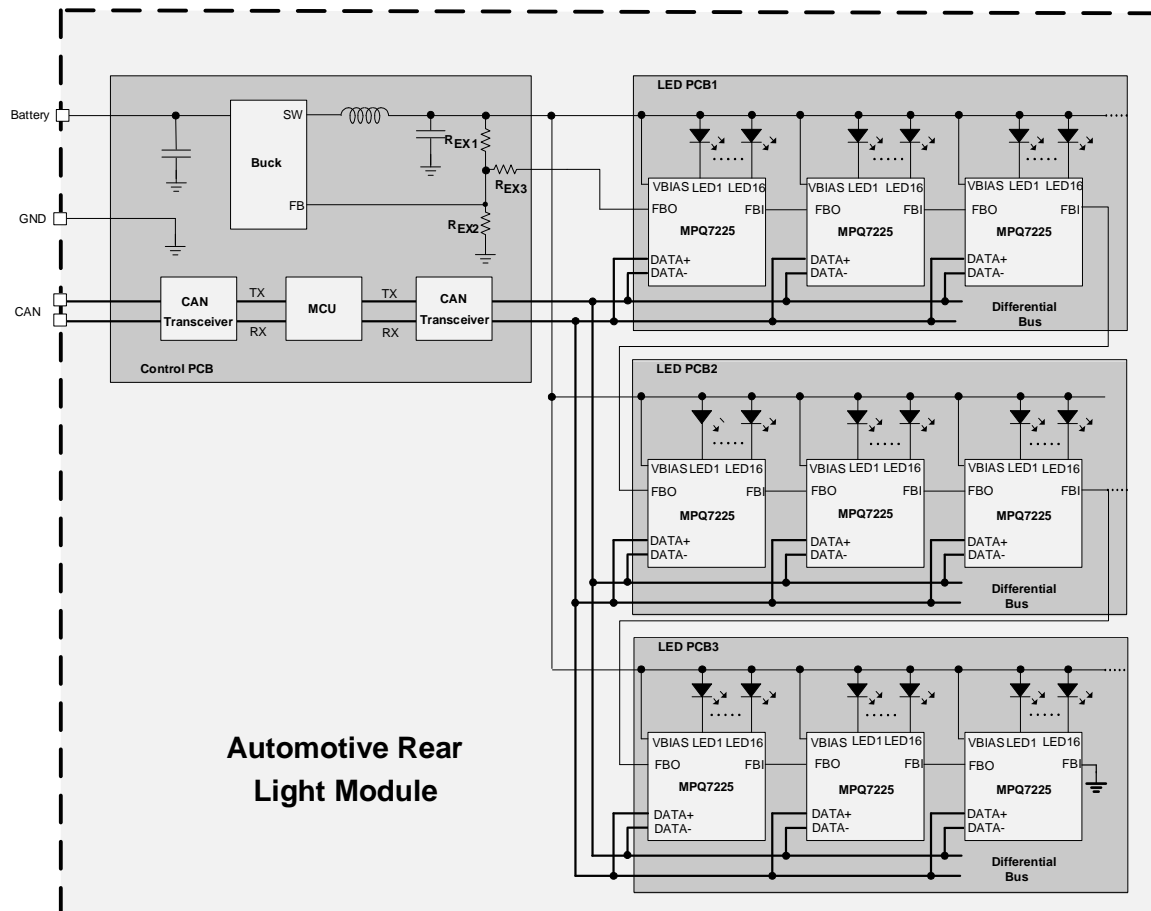 Battery
GND
CAN
SW
Buck
FB
REX1
REX3
REX2
CAN
Transceiver
TX
RX
MCU
TX
RX
CAN
Transceiver
Control PCB
LED PCB1
VBIAS LED1 LED16
FBO FBI
MPQ7225
DATA+
DATA-
VBIAS LED1 LED16
FBO FBI
MPQ7225
DATA+
DATA-
VBIAS LED1 LED16
FBO FBI
MPQ7225
DATA+
DATA-
Differential
Bus
LED PCB2
VBIAS LED1 LED16
FBO FBI
MPQ7225
DATA+
DATA-
VBIAS LED1 LED16
FBO FBI
MPQ7225
DATA+
DATA-
VBIAS LED1 LED16
FBO FBI
MPQ7225
DATA+
DATA-
Differential
Bus
LED PCB3
VBIAS LED1 LED16
FBO FBI
MPQ7225
DATA+
DATA-
VBIAS LED1 LED16
FBO FBI
MPQ7225
DATA+
DATA-
VBIAS LED1 LED16
FBO FBI
MPQ7225
DATA+
DATA-
Differential
Bus
Automotive Rear
Light Module